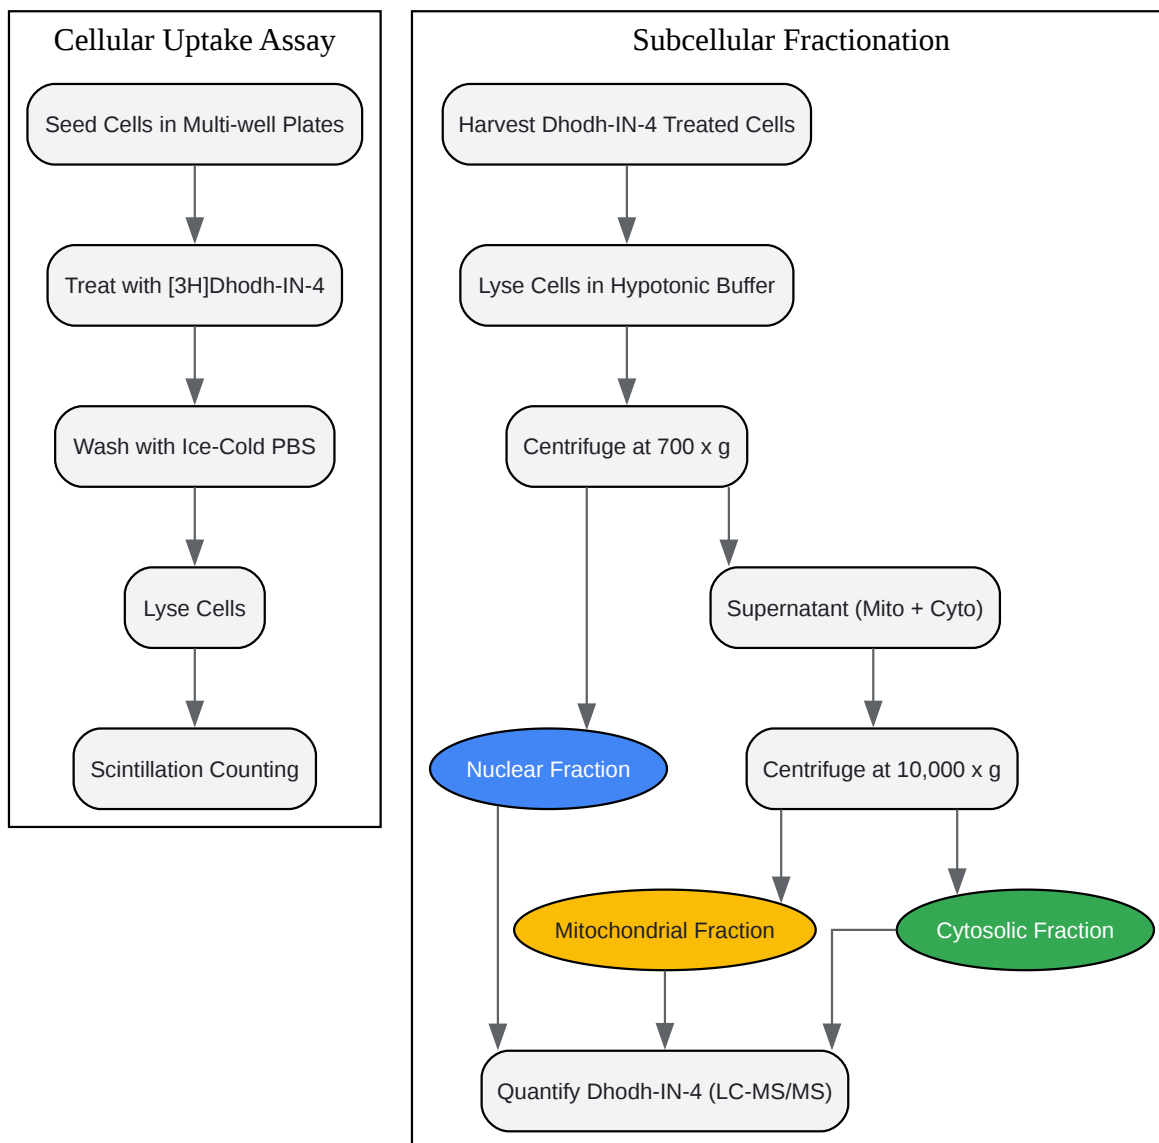 Cellular Uptake Assay
Seed Cells in Multi-well Plates
Treat with [3H]Dhodh-IN-4
Wash with Ice-Cold PBS
Lyse Cells
Scintillation Counting
Subcellular Fractionation
Harvest Dhodh-IN-4 Treated Cells
Lyse Cells in Hypotonic Buffer
Centrifuge at 700 x g
Supernatant (Mito + Cyto)
Nuclear Fraction
Centrifuge at 10,000 x g
Mitochondrial Fraction
Cytosolic Fraction
Quantify Dhodh-IN-4 (LC-MS/MS)